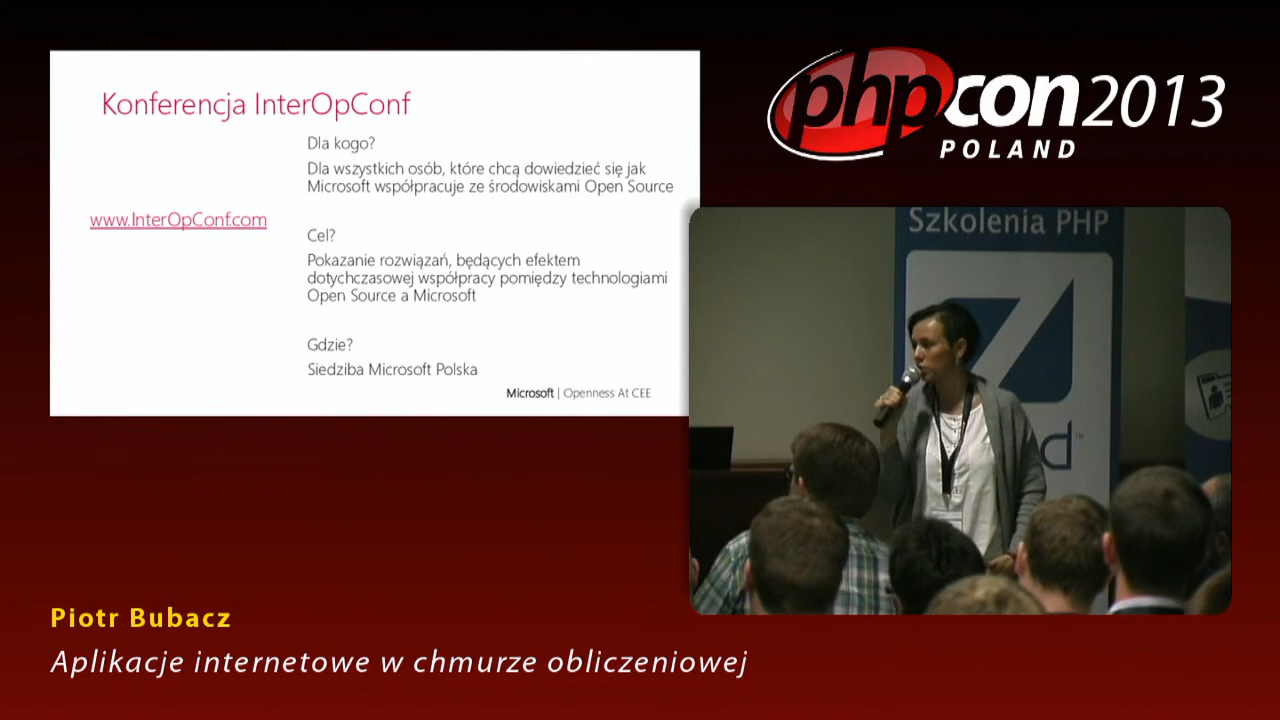 Konferencja InterOpConf
Dla kogo?
Dla wszystkich osób, które chcą dowiedzieć się jak
Microsoft współpracuje ze środowiskami Open Source
www.InterOpConf.com
Cel?
Pokazanie rozwiązań, będących efektem
dotychczasowej współpracy pomiędzy technologiami
Open Source a Microsoft
Gdzie?
Siedziba Microsoft Polska
Microsoft | Openness At CEE
phpcon2013
POLAND
Szkolenia PHP
d™
Piotr Bubacz
Aplikacje internetowe w chmurze obliczeniowej